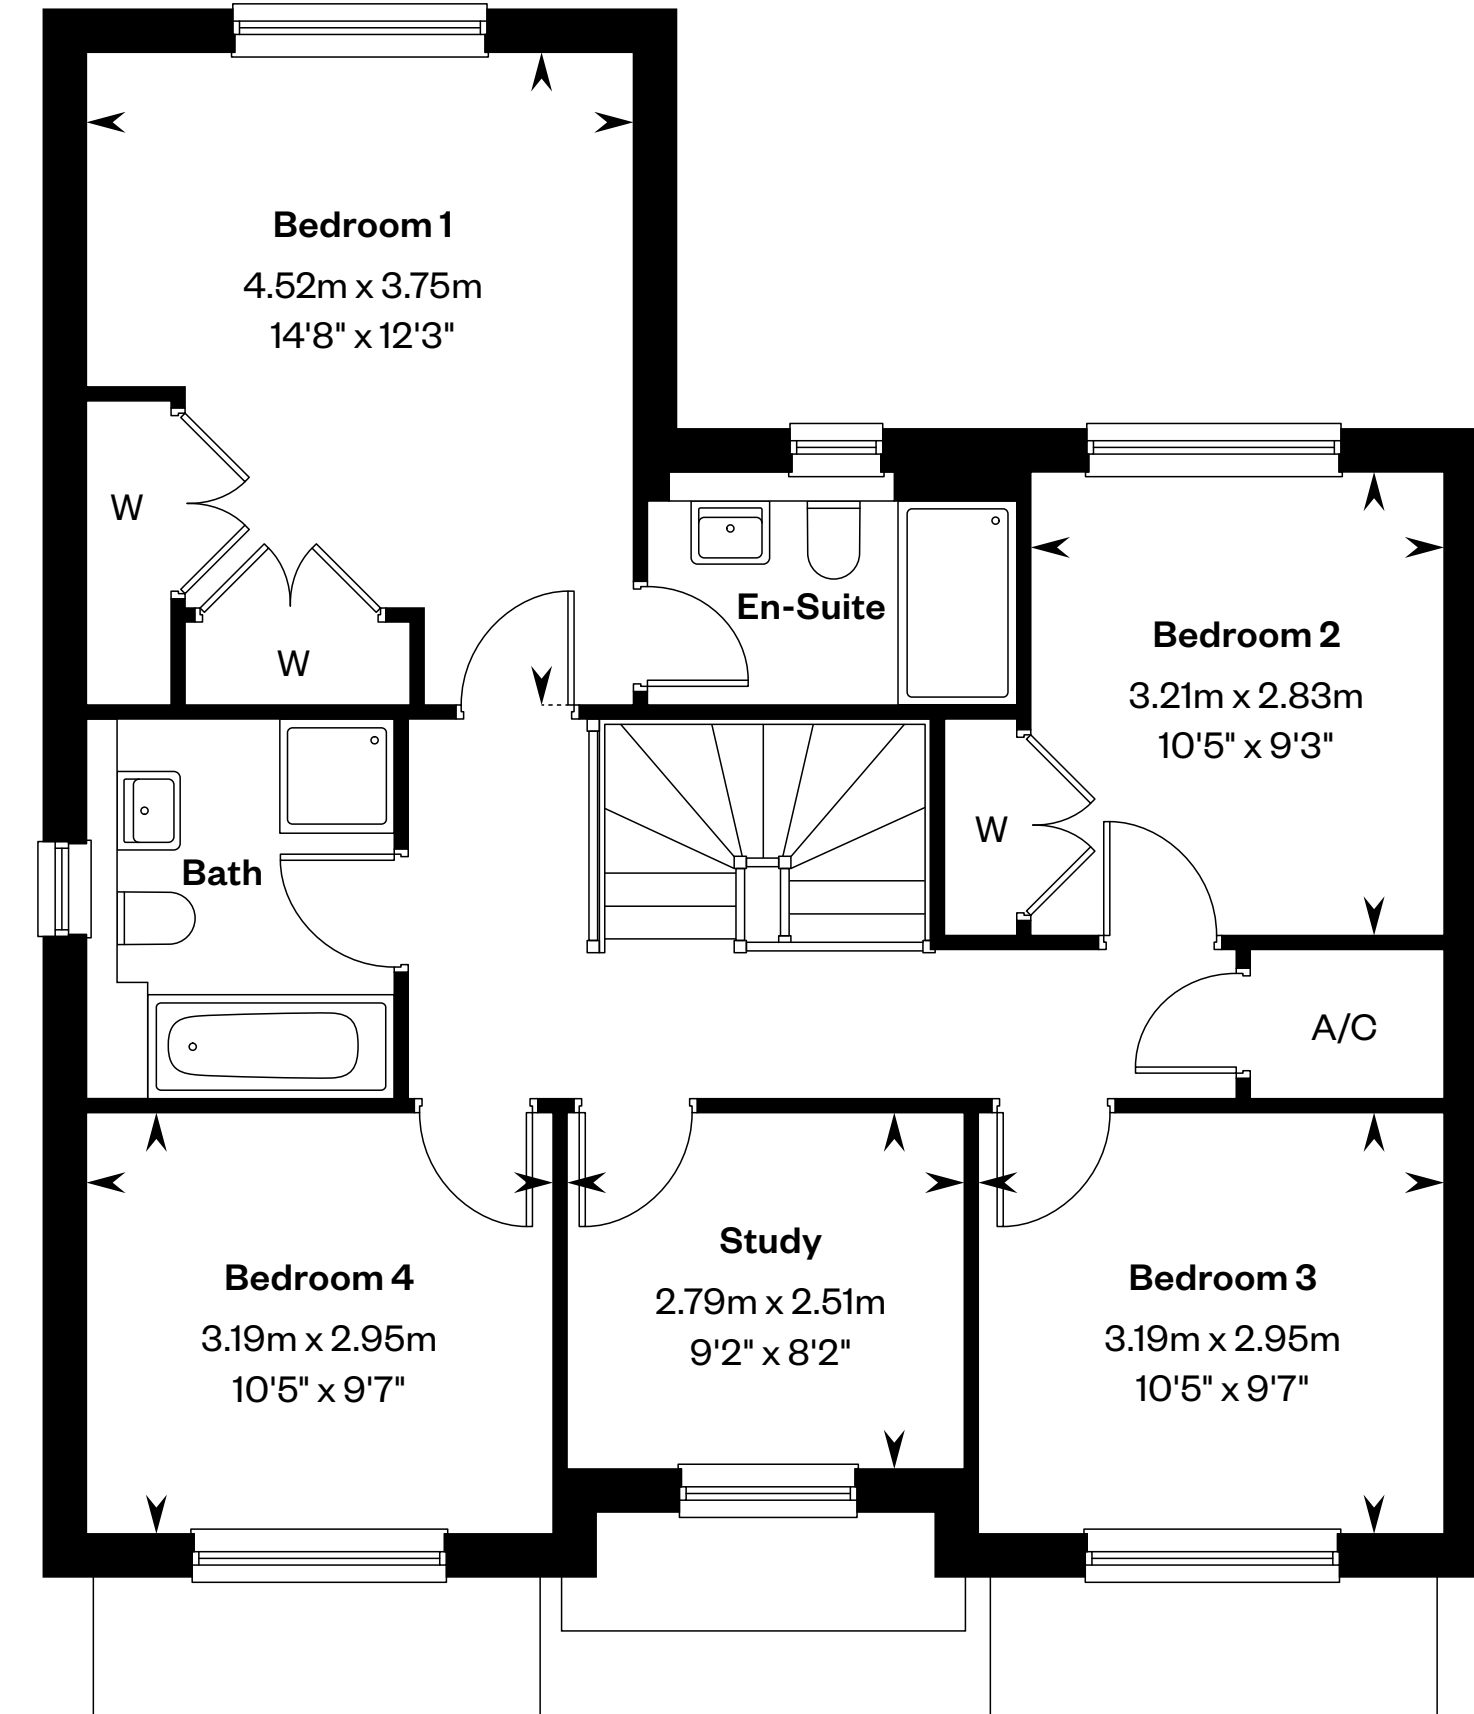 Bedroom 1
4.52m x 3.75m
14'8" x 12'3"
W
W
En-Suite
Bedroom 2
3.21m x 2.83m
10'5" x 9'3"
W
Bath
A/C
Bedroom 4
3.19m x 2.95m
10'5" x 9'7"
Study
2.79m x 2.51m
9'2" x 8'2"
Bedroom 3
3.19m x 2.95m
10'5" x 9'7"